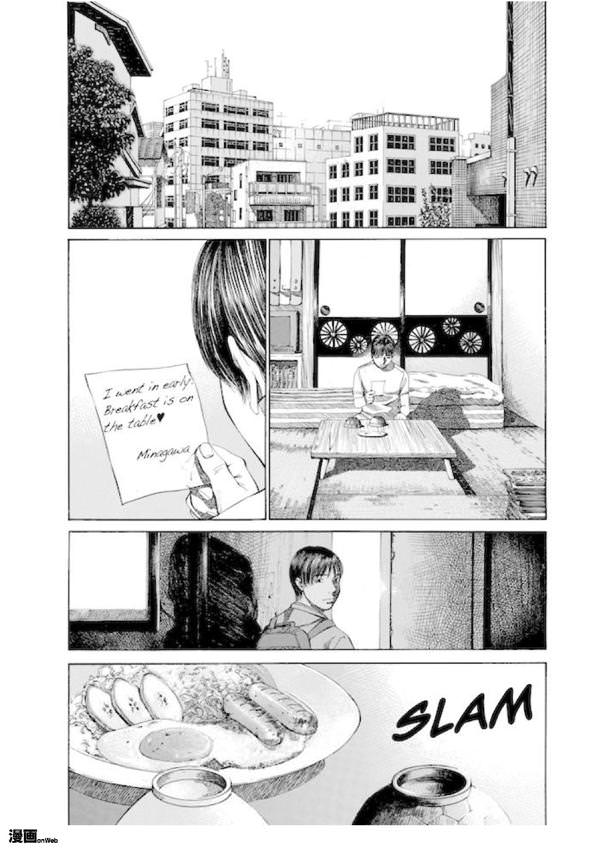 I went in early.
Breakfast is on
the table♥
Minagawa
SLAM
漫画onWeb